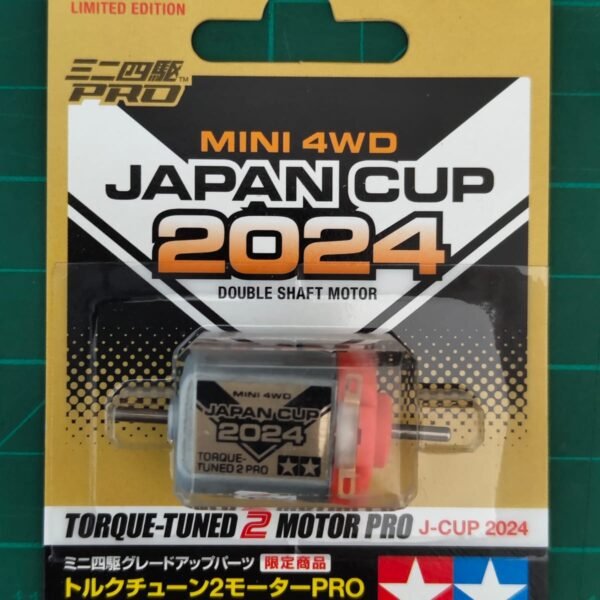 LIMITED EDITION
ミニ四駆™
PRO
MINI 4WD
JAPAN CUP
2024
DOUBLE SHAFT MOTOR
MINI 4WD
JAPAN CUP
2024
TORQUE-
TUNED 2 PRO
TORQUE-TUNED 2 MOTOR PRO J-CUP 2024
ミニ四駆グレードアップパーツ 限定商品
トルクチューン2モーターPRO